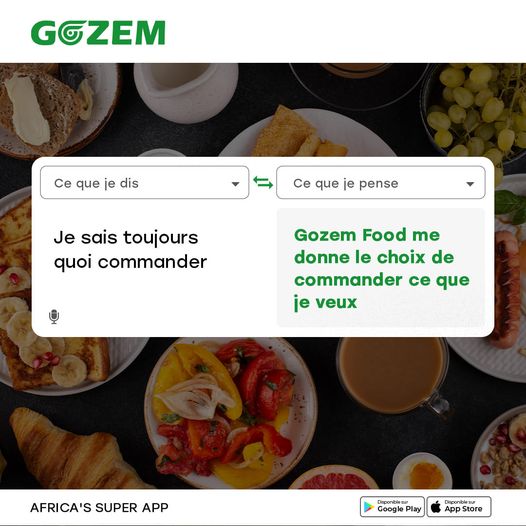 GOZEM
Ce que je dis
Ce que je pense
Je sais toujours
quoi commander
Gozem Food me
donne le choix de
commander ce que
je veux
AFRICA'S SUPER APP
Disponible sur
Google Play
Disponible sur
App Store